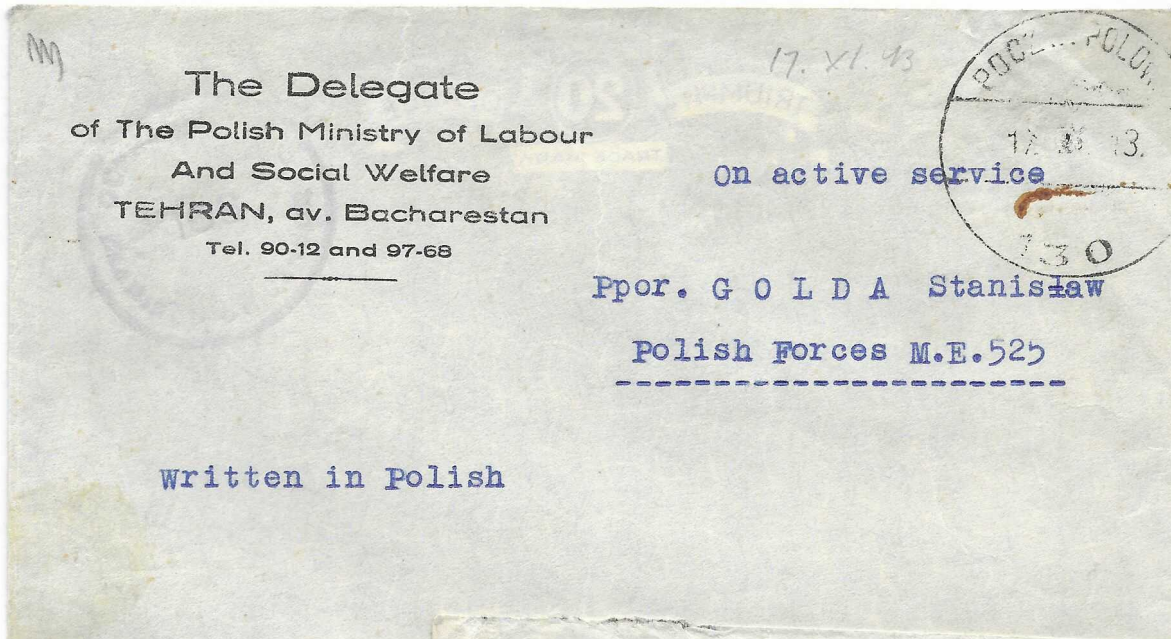 The Delegate
of The Polish Ministry of Labour
And Social Welfare
TEHRAN, av. Bacharestan
Tel. 90-12 and 97-68
17. XI. 43
130
On active service
Ppor. G O L D A Stanisław
Polish Forces M.E.525
Written in Polish